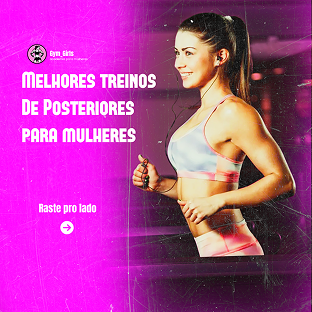 Gym_Girls
Melhores treinos
De Posteriores
para mulheres
Raste pro lado